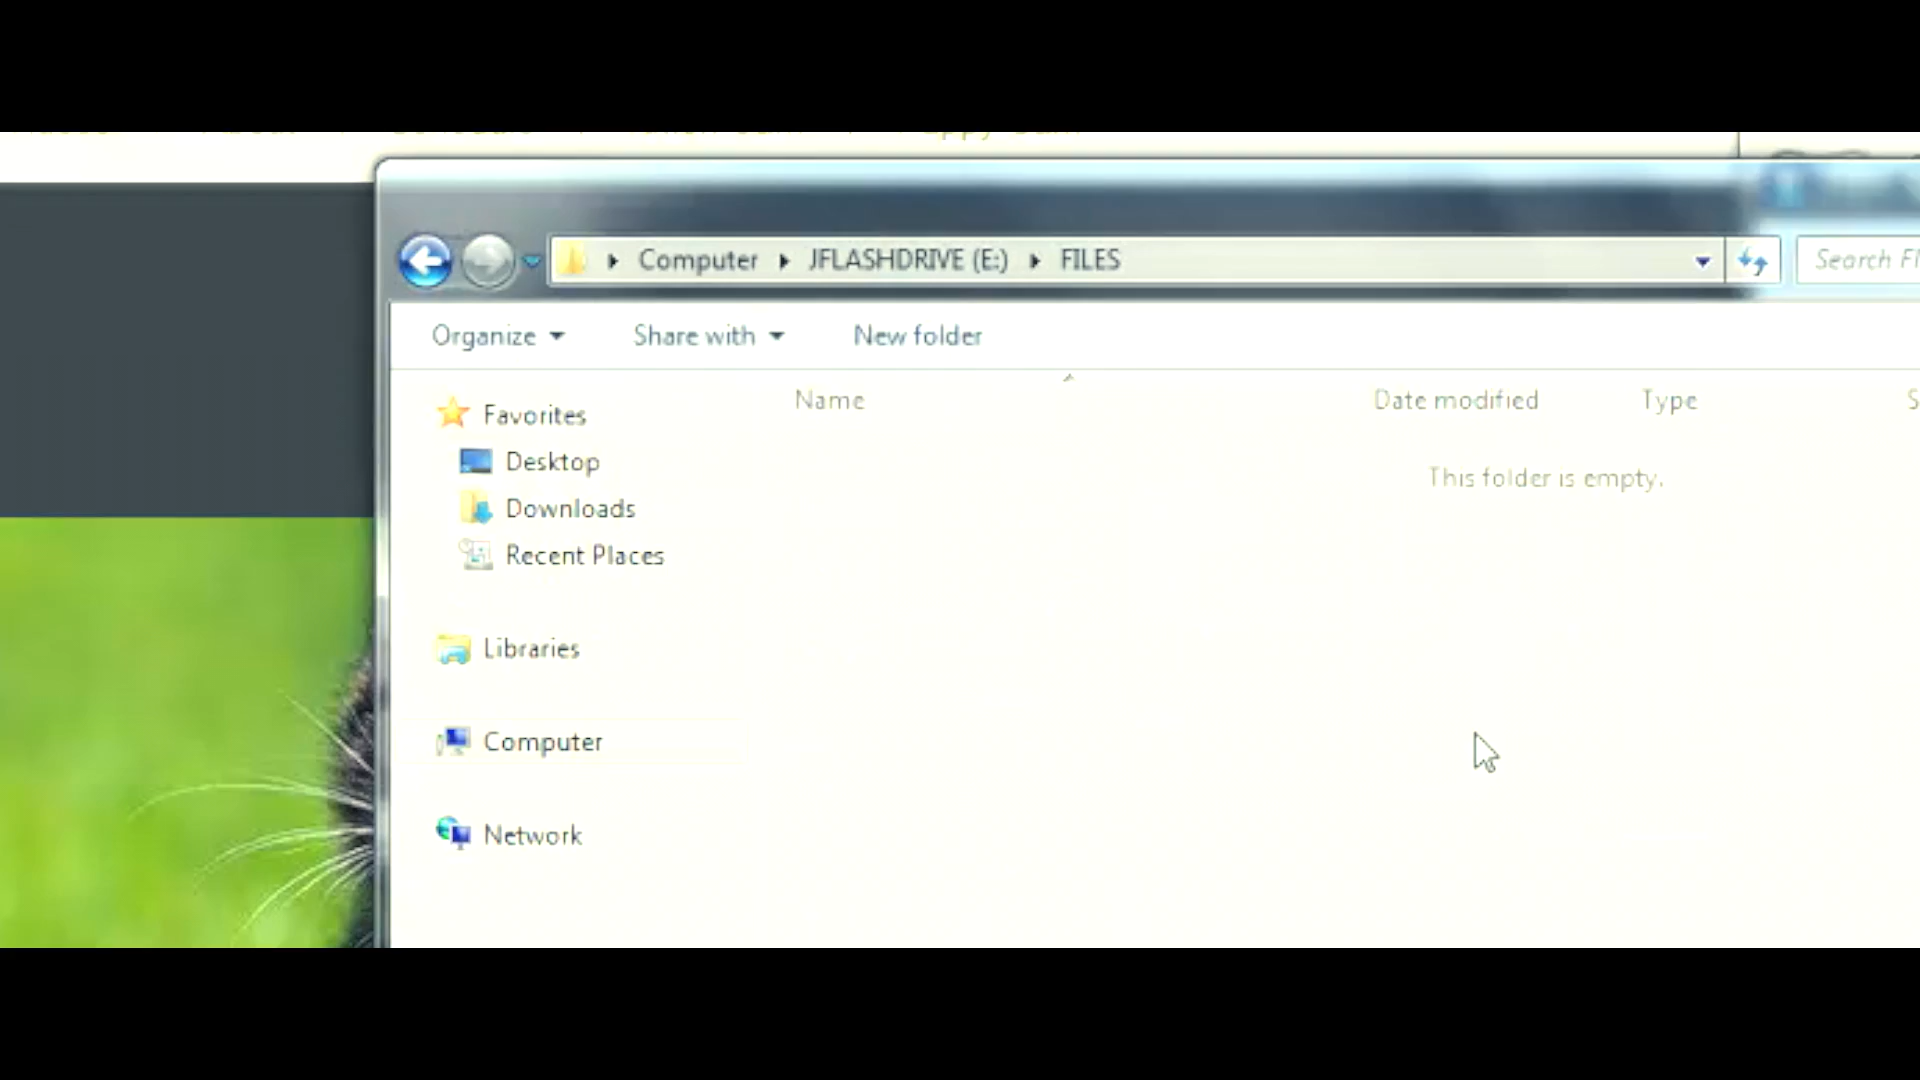 Computer ▸ JFLASHDRIVE (E:) ▸ FILES
Search
Organize Share with New folder
Name Date modified Type
This folder is empty.
Favorites
Desktop
Downloads
Recent Places
Libraries
Computer
Network